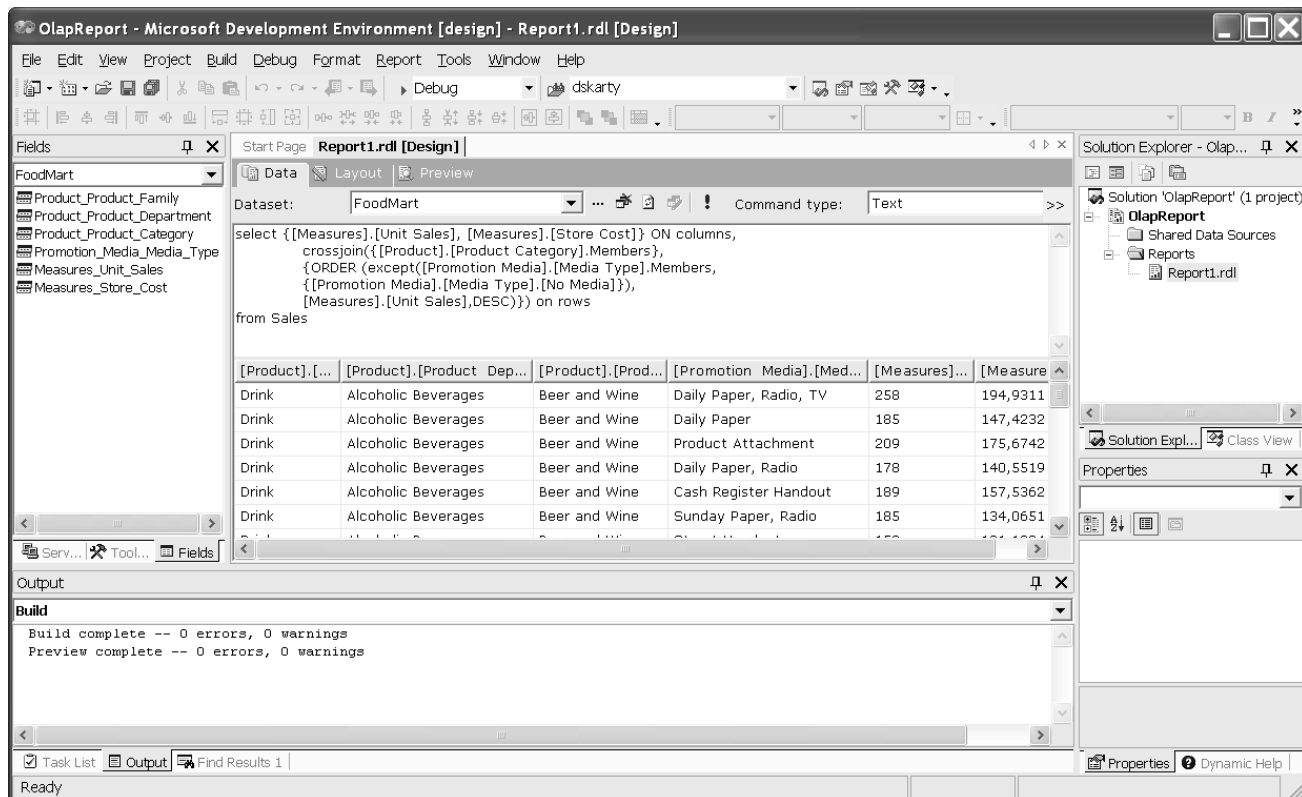 OlapReport - Microsoft Development Environment [design] - Report1.rdl [Design]
File Edit View Project Build Debug Format Report Tools Window Help
Debug dskarty
B I
Fields
FoodMart
Product_Product_Family
Product_Product_Department
Product_Product_Category
Promotion_Media_Media_Type
Measures_Unit_Sales
Measures_Store_Cost
Serv... Tool... Fields
Start Page Report1.rdl [Design]
Data Layout Preview
Dataset: FoodMart ... ! Command type: Text >>
select {[Measures].[Unit Sales], [Measures].[Store Cost]} ON columns,
crossjoin({[Product].[Product Category].Members},
{ORDER (except([Promotion Media].[Media Type].Members,
{[Promotion Media].[Media Type].[No Media]}),
[Measures].[Unit Sales],DESC)}) on rows
from Sales
[Product].[... [Product].[Product Dep... [Product].[Prod... [Promotion Media].[Med... [Measures]... [Measure
Drink Alcoholic Beverages Beer and Wine Daily Paper, Radio, TV 258 194,9311
Drink Alcoholic Beverages Beer and Wine Daily Paper 185 147,4232
Drink Alcoholic Beverages Beer and Wine Product Attachment 209 175,6742
Drink Alcoholic Beverages Beer and Wine Daily Paper, Radio 178 140,5519
Drink Alcoholic Beverages Beer and Wine Cash Register Handout 189 157,5362
Drink Alcoholic Beverages Beer and Wine Sunday Paper, Radio 185 134,0651
Solution Explorer - Olap...
Solution 'OlapReport' (1 project)
OlapReport
Shared Data Sources
Reports
Report1.rdl
Solution Expl... Class View
Properties
Output
Build
Build complete -- 0 errors, 0 warnings
Preview complete -- 0 errors, 0 warnings
Task List Output Find Results 1
Properties Dynamic Help
Ready